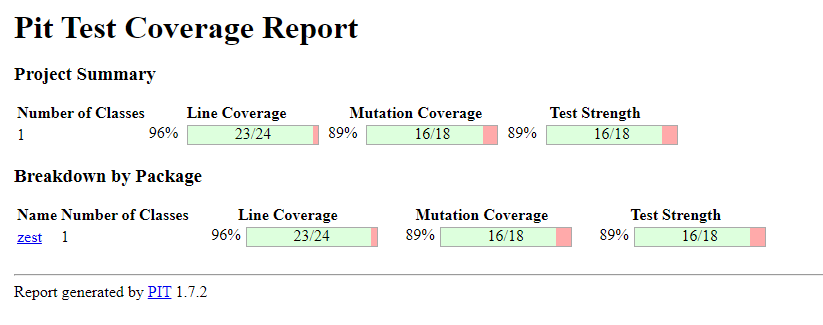 Pit Test Coverage Report
Project Summary
Number of Classes Line Coverage Mutation Coverage Test Strength
1 96% 23/24 89% 16/18 89% 16/18
Breakdown by Package
Name Number of Classes Line Coverage Mutation Coverage Test Strength
zest 1 96% 23/24 89% 16/18 89% 16/18
Report generated by PIT 1.7.2